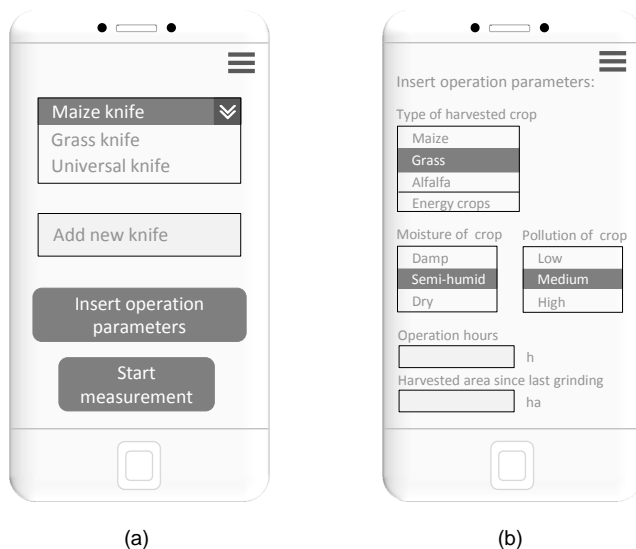 Maize knife
Grass knife
Universal knife
Add new knife
Insert operation
parameters
Start
measurement
(a)
Insert operation parameters:
Type of harvested crop
Maize
Grass
Alfalfa
Energy crops
Moisture of crop
Damp
Semi-humid
Dry
Pollution of crop
Low
Medium
High
Operation hours
h
Harvested area since last grinding
ha
(b)